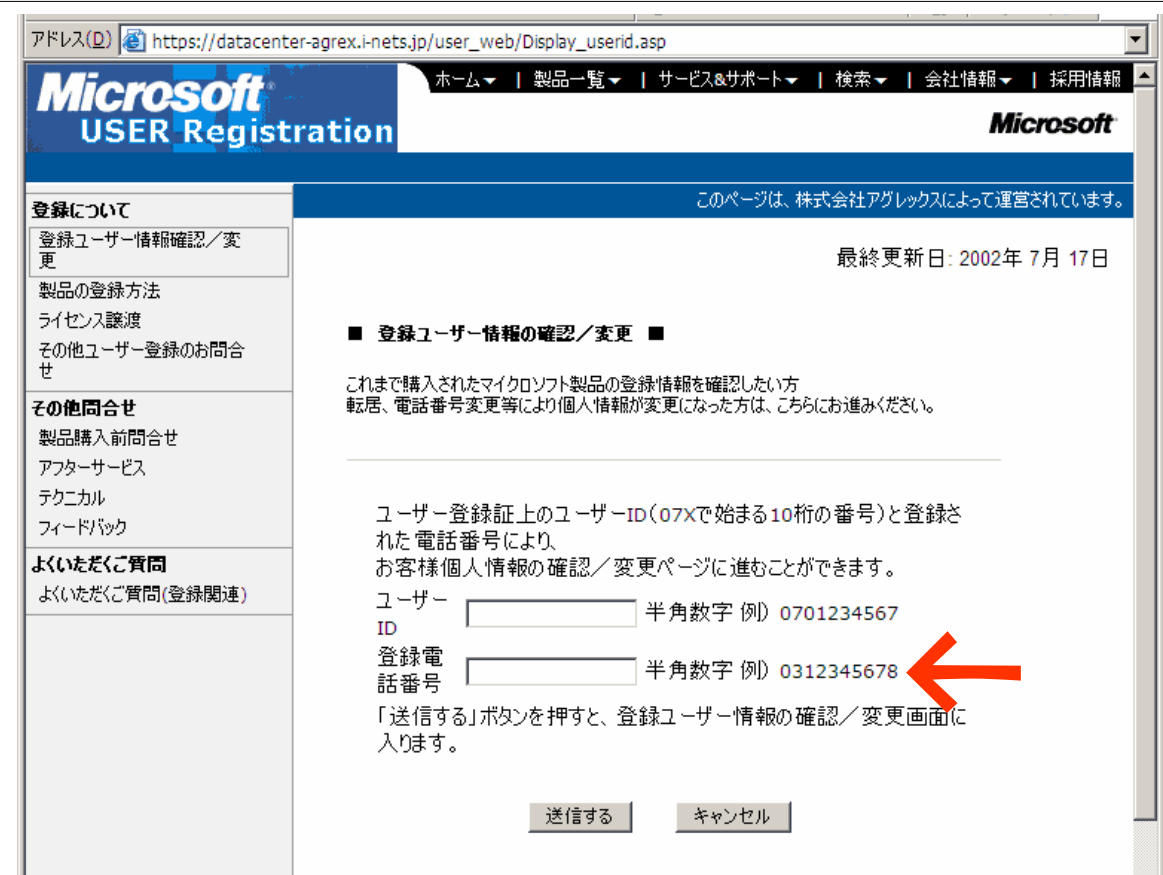 アドレス(D) https://datacenter-agrex.i-nets.jp/user_web/Display_userid.asp
ホーム | 製品一覧 | サービス&サポート | 検索 | 会社情報 | 採用情報
Microsoft
USER Registration
Microsoft
このページは、株式会社アグレックスによって運営されています。
登録について
登録ユーザー情報確認／変
更
製品の登録方法
ライセンス譲渡
その他ユーザー登録のお問合
せ
その他問合せ
製品購入前問合せ
アフターサービス
テクニカル
フィードバック
よくいただくご質問
よくいただくご質問(登録関連)
最終更新日: 2002年 7月 17日
■ 登録ユーザー情報の確認／変更 ■
これまで購入されたマイクロソフト製品の登録情報を確認したい方
転居、電話番号変更等により個人情報が変更になった方は、こちらにお進みください。
ユーザー登録証上のユーザーID（07Xで始まる10桁の番号）と登録さ
れた電話番号により、
お客様個人情報の確認／変更ページに進むことができます。
ユーザー
ID
半角数字 例） 0701234567
登録電
話番号
半角数字 例） 0312345678
「送信する」ボタンを押すと、登録ユーザー情報の確認／変更画面に
入ります。
送信する
キャンセル